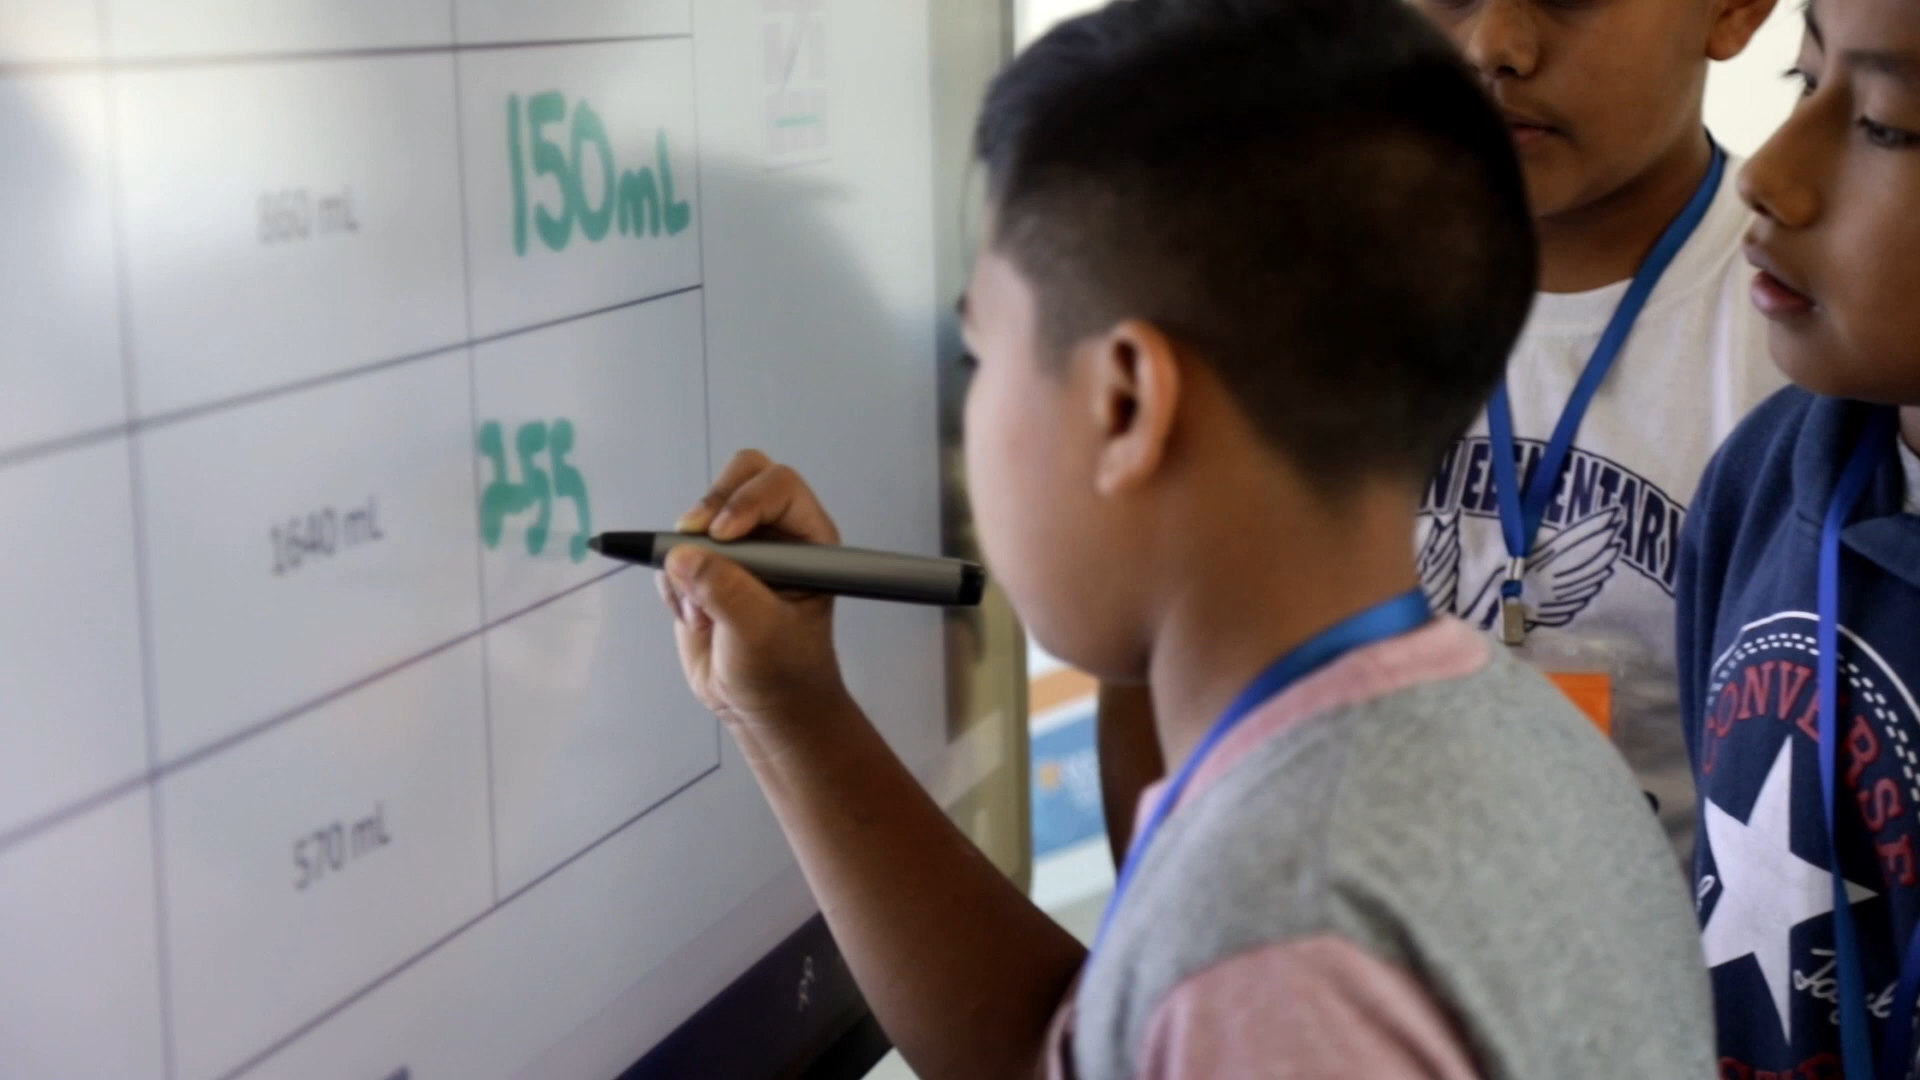 860 mL
150mL
1640 mL
255
570 mL
ELEMENTARY
CONVERSE